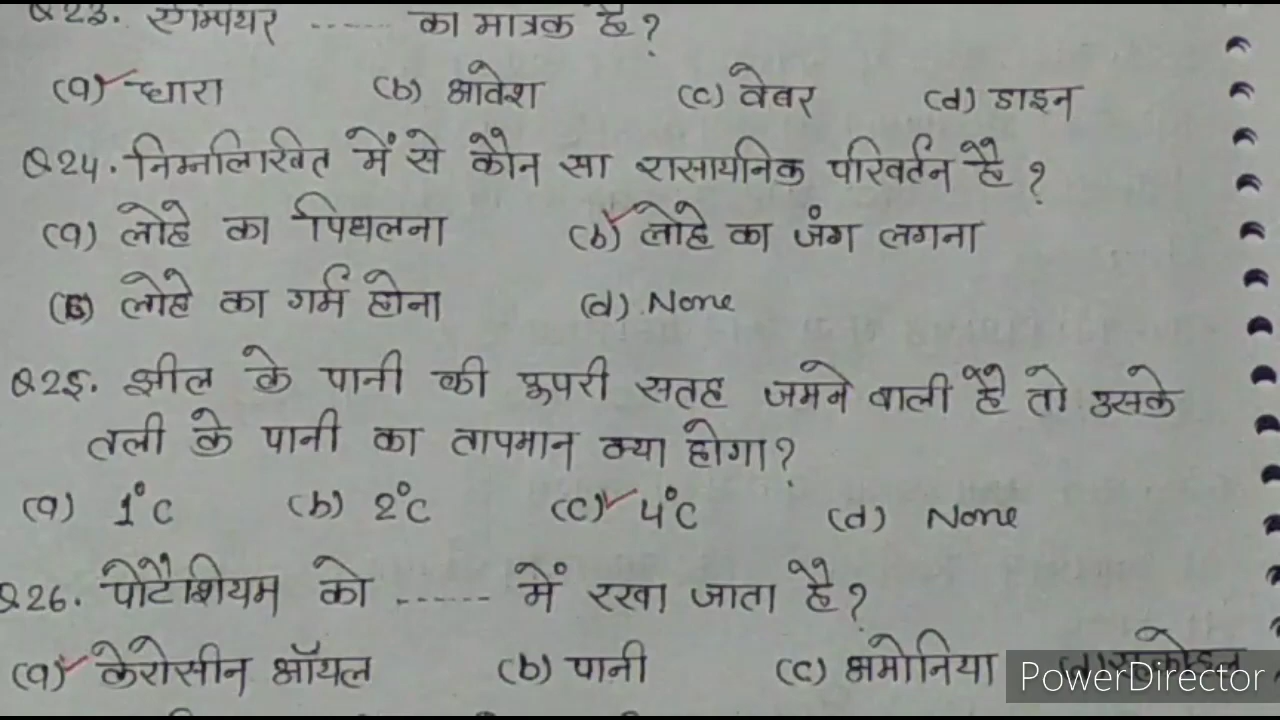 Q23. एम्पियर ...... का मात्रक है?
(a) धारा (b) आवेश (c) वेबर (d) डाइन
Q24. निम्नलिखित में से कौन सा रासायनिक परिवर्तन है?
(a) लोहे का पिघलना (b) लोहे का जंग लगना
(c) लोहे का गर्म होना (d) None
Q25. झील के पानी की ऊपरी सतह जमने वाली है तो उसके
तली के पानी का तापमान क्या होगा?
(a) 1°C (b) 2°C (c) 4°C (d) None
Q26. पोटैशियम को ...... में रखा जाता है?
(a) केरोसीन ऑयल (b) पानी (c) अमोनिया (d)
PowerDirector